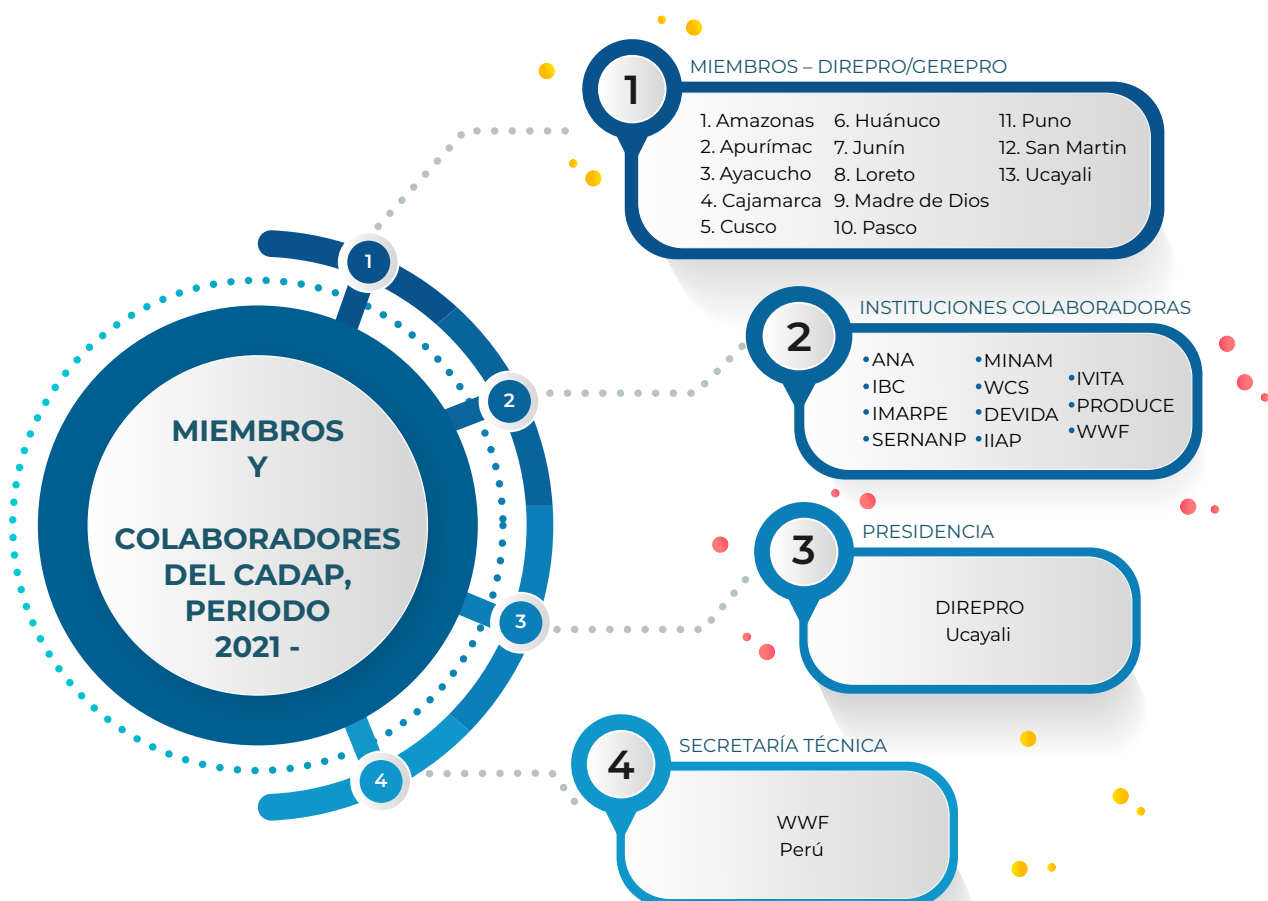 MIEMBROS
Y
COLABORADORES
DEL CADAP,
PERIODO
2021 -
1
2
3
4
1
MIEMBROS – DIREPRO/GEREPRO
1. Amazonas
2. Apurímac
3. Ayacucho
4. Cajamarca
5. Cusco
6. Huánuco
7. Junín
8. Loreto
9. Madre de Dios
10. Pasco
11. Puno
12. San Martin
13. Ucayali
2
INSTITUCIONES COLABORADORAS
•ANA
•IBC
•IMARPE
•SERNANP
•MINAM
•WCS
•DEVIDA
•IIAP
•IVITA
•PRODUCE
•WWF
3
PRESIDENCIA
DIREPRO
Ucayali
4
SECRETARÍA TÉCNICA
WWF
Perú